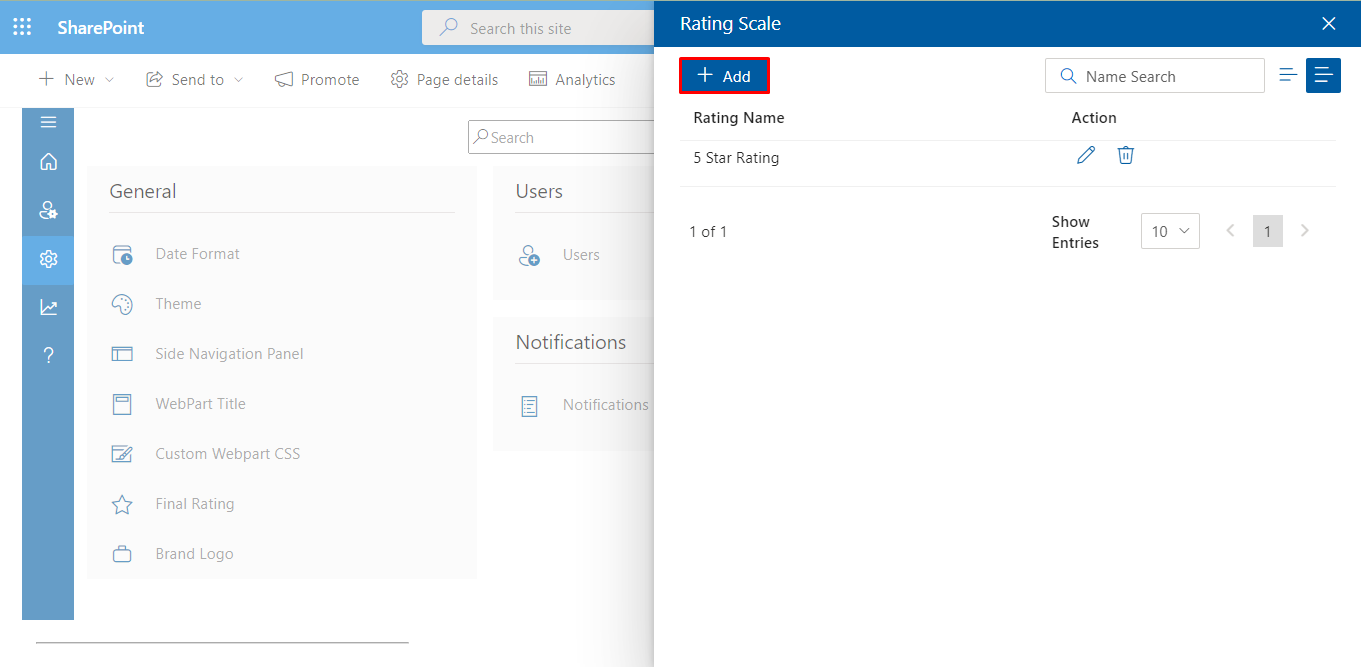 SharePoint
Search this site
New
Send to
Promote
Page details
Analytics
Search
General
Date Format
Theme
Side Navigation Panel
WebPart Title
Custom Webpart CSS
Final Rating
Brand Logo
Users
Users
Notifications
Notifications
Rating Scale
Add
Name Search
Rating Name Action
5 Star Rating
1 of 1
Show
Entries
10
1